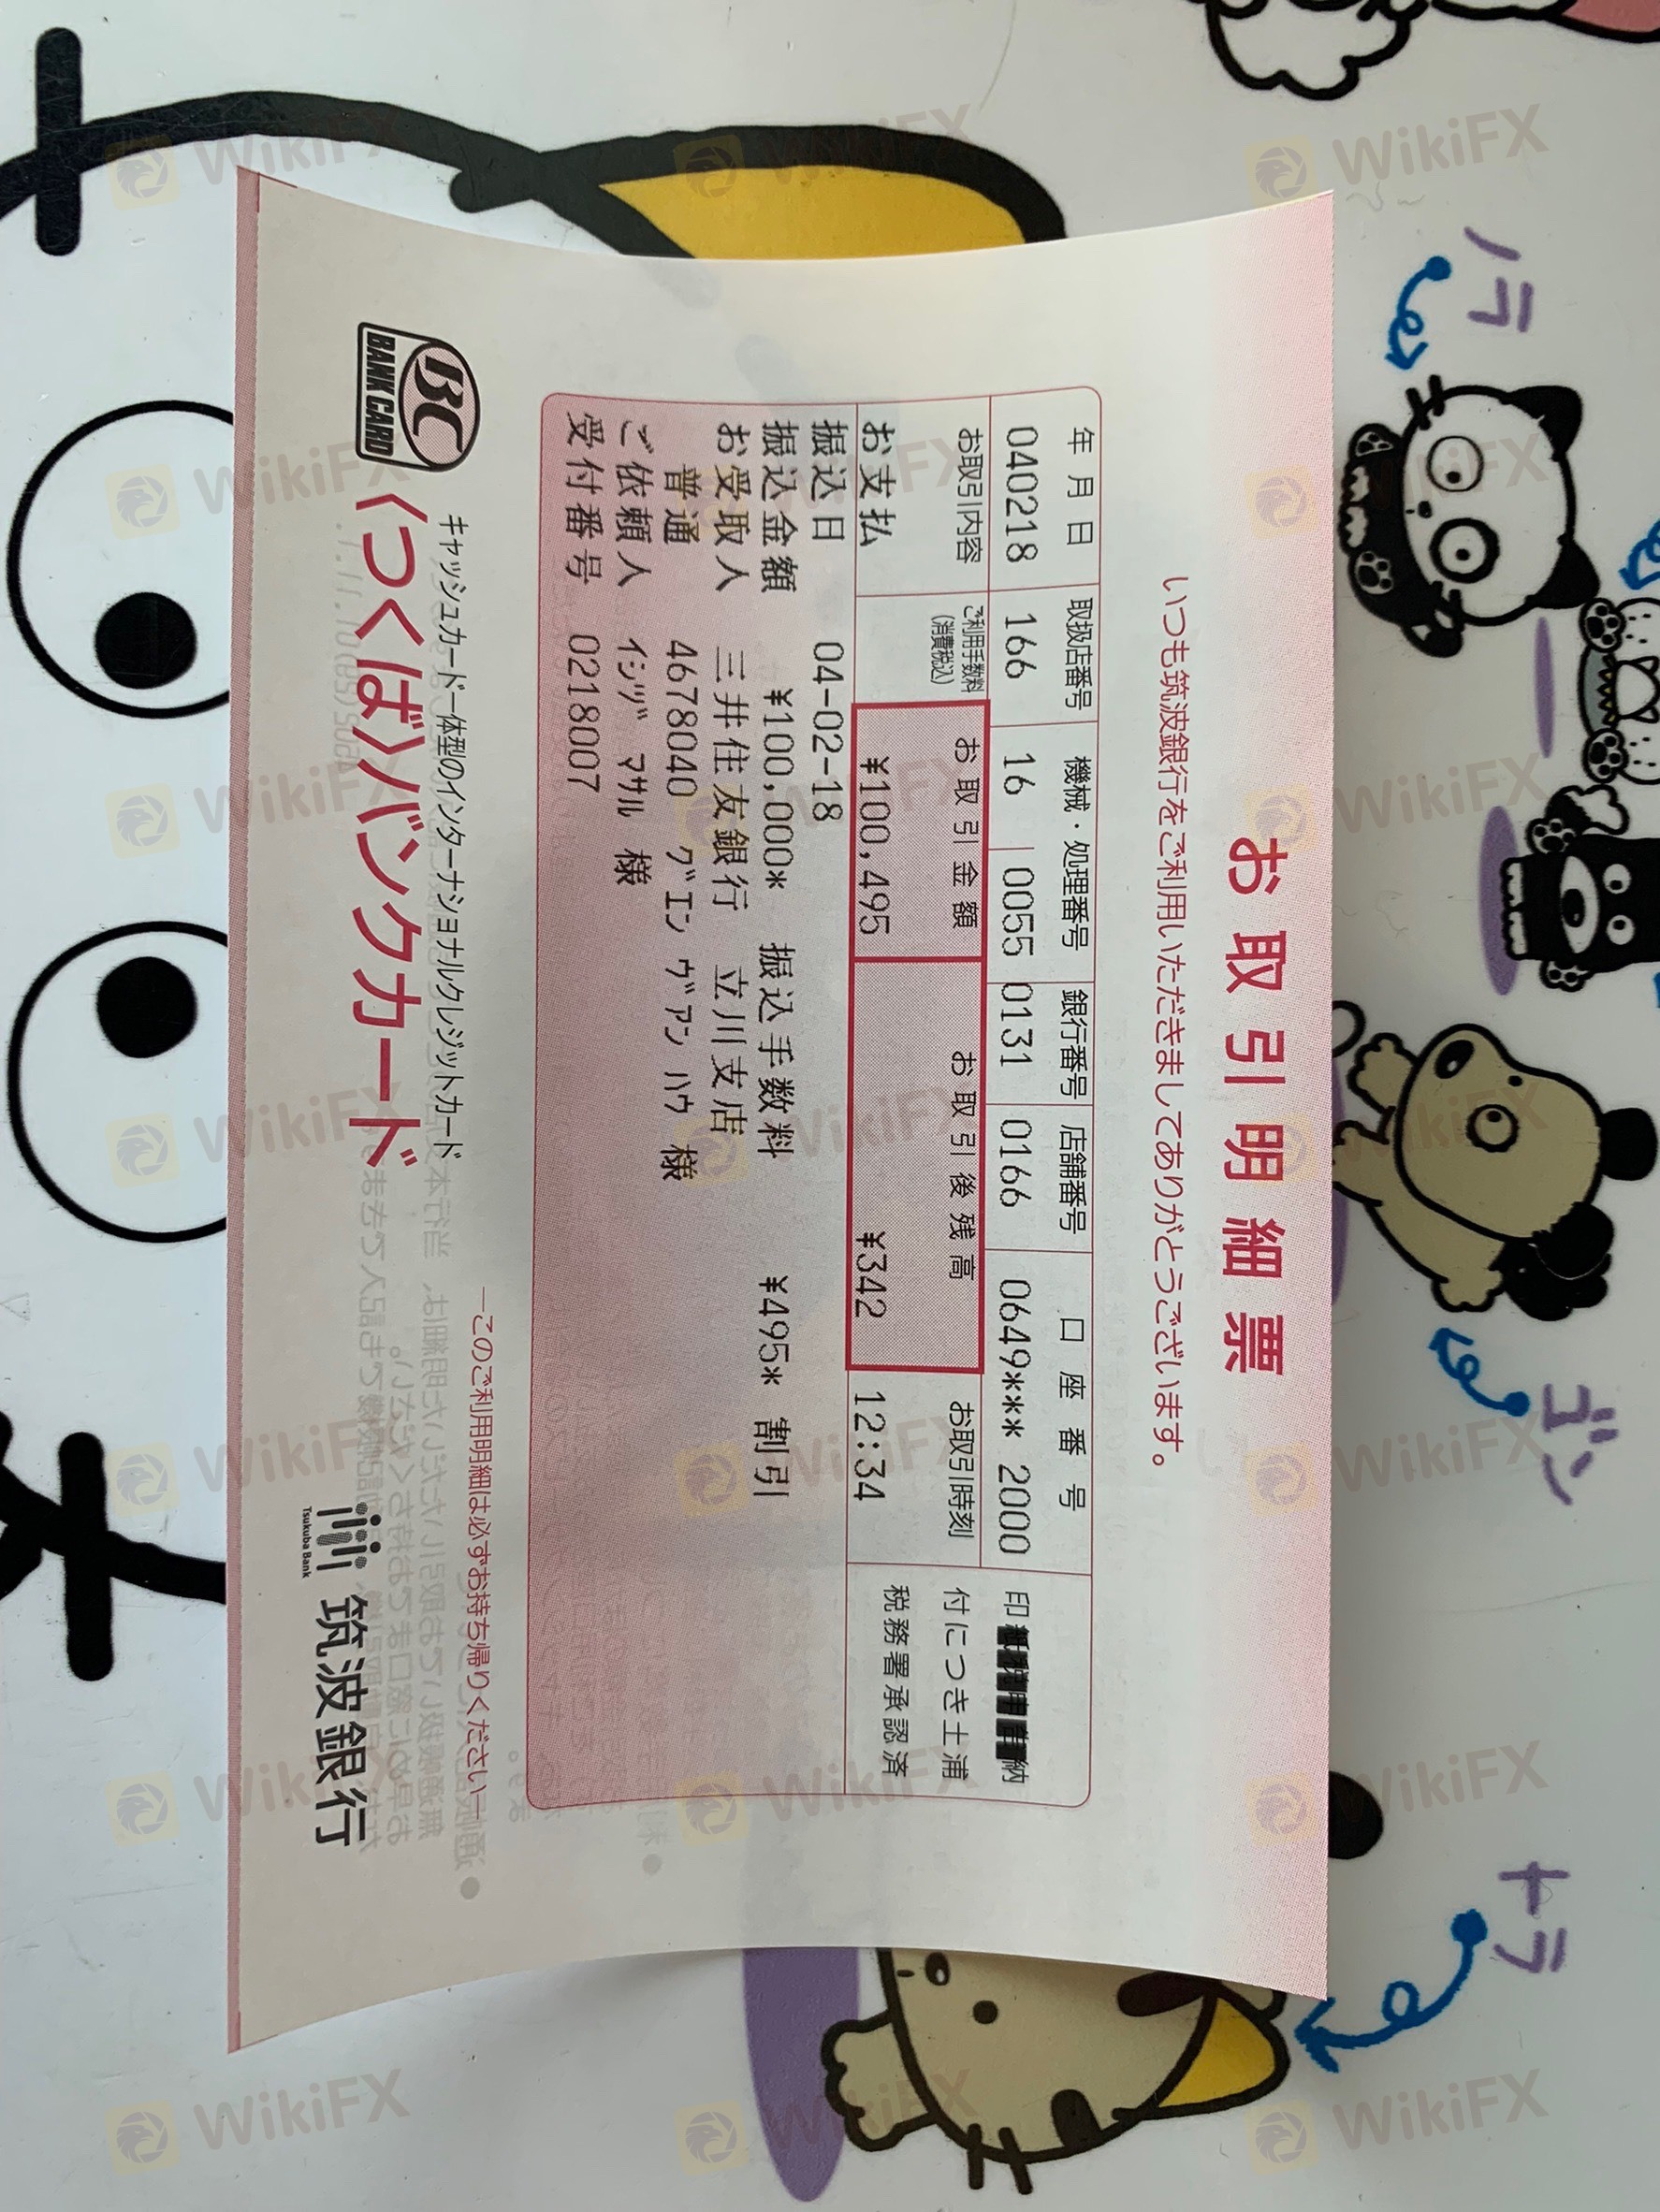 お取引明細票
いつも筑波銀行をご利用いただきましてありがとうございます。
年月日 取扱店番号 機械・処理番号 銀行番号 店舗番号 口座番号
040218 166 16 0055 0131 0166 0649*** 2000
お取引内容 ご利用手数料(消費税込) お取引金額 お取引後残高 お取引時刻
お支払 ¥100,495 ¥342 12:34
印 納
付につき土浦
税務署承認済
振込日 04-02-18
振込金額 ¥100,000* 振込手数料 ¥495* 割引
お受取人 三井住友銀行 立川支店
普通 4678040 グエン ヴアン ハウ 様
ご依頼人 イシヅ マサル 様
受付番号 0218007
―このご利用明細は必ずお持ち帰りください―
BC
BANK CARD
キャッシュカード一体型のインターナショナルクレジットカード
〈つくば〉バンクカード
Tsukuba Bank
筑波銀行
ノラ
ゴン
トラ
WikiFX